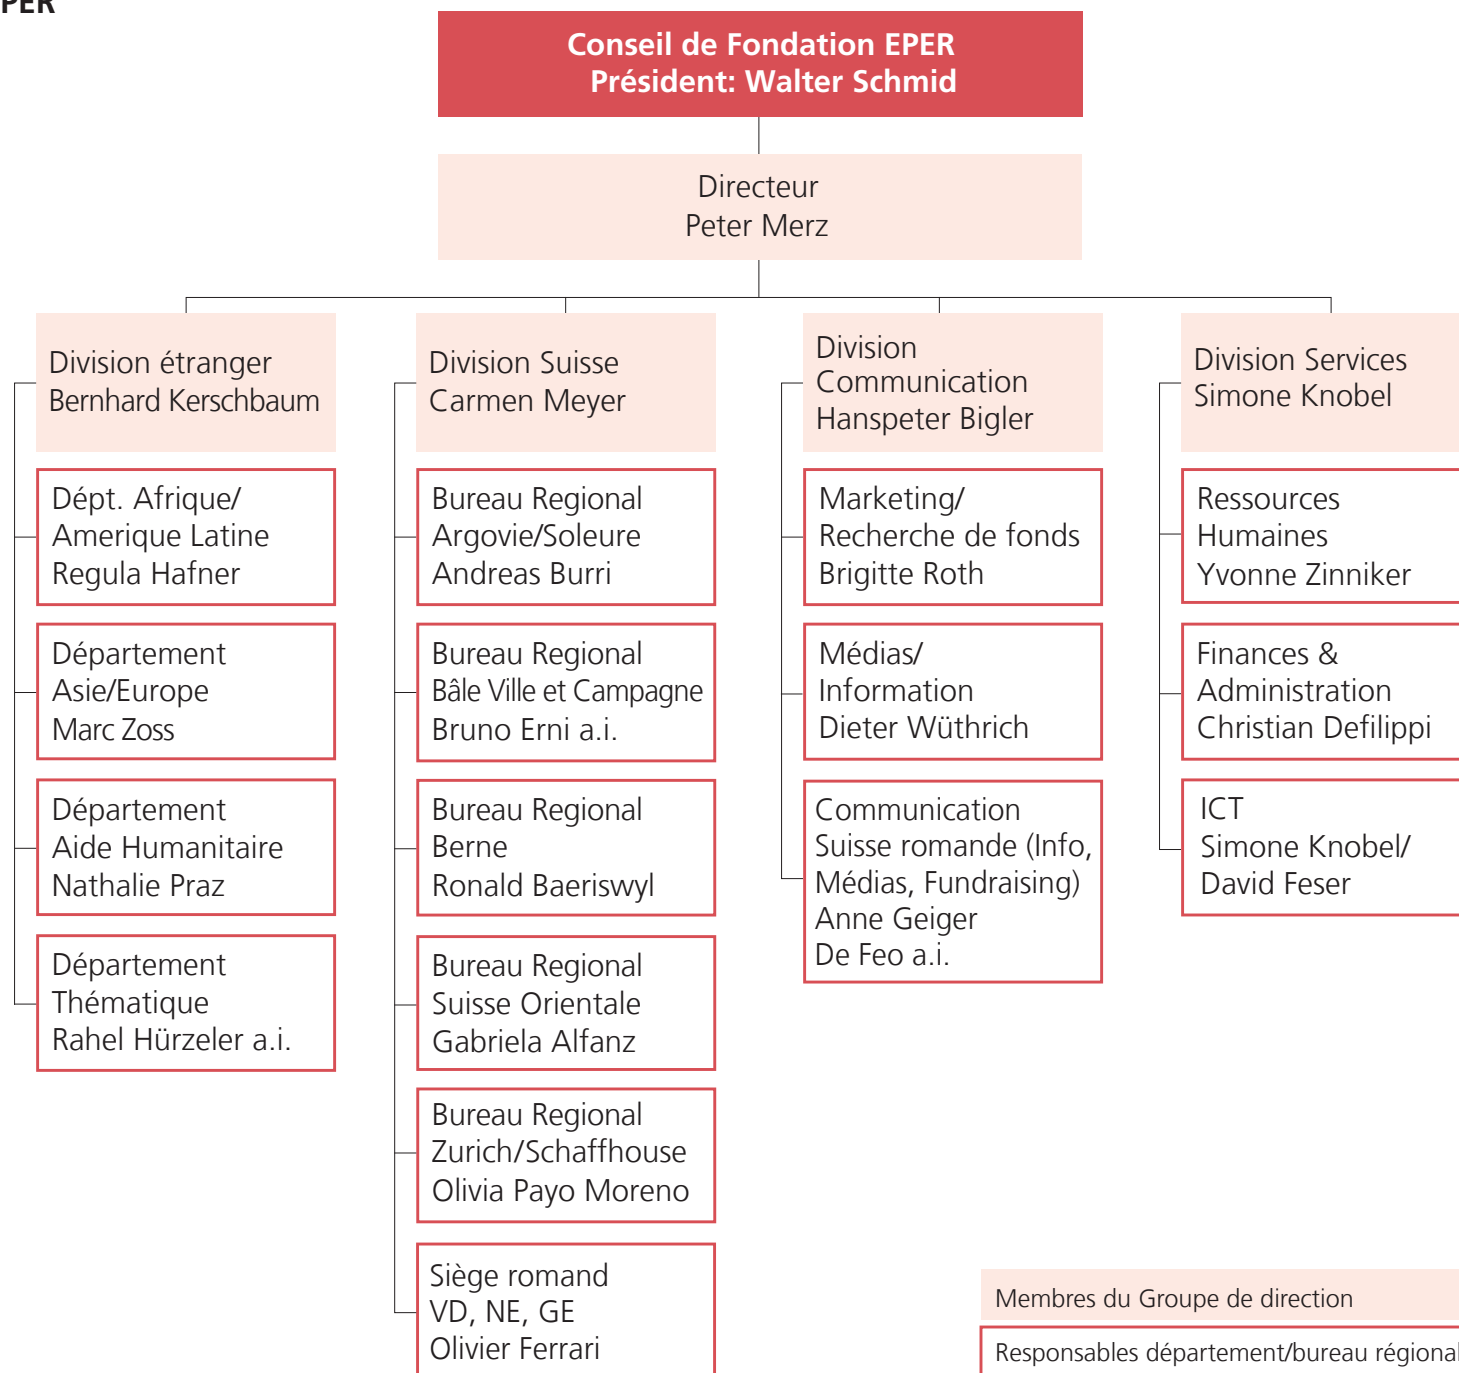 PER
Conseil de Fondation EPER
Président: Walter Schmid
Directeur
Peter Merz
Division étranger
Bernhard Kerschbaum
Dépt. Afrique/
Amerique Latine
Regula Hafner
Département
Asie/Europe
Marc Zoss
Département
Aide Humanitaire
Nathalie Praz
Département
Thématique
Rahel Hürzeler a.i.
Division Suisse
Carmen Meyer
Bureau Regional
Argovie/Soleure
Andreas Burri
Bureau Regional
Bâle Ville et Campagne
Bruno Erni a.i.
Bureau Regional
Berne
Ronald Baeriswyl
Bureau Regional
Suisse Orientale
Gabriela Alfanz
Bureau Regional
Zurich/Schaffhouse
Olivia Payo Moreno
Siège romand
VD, NE, GE
Olivier Ferrari
Division
Communication
Hanspeter Bigler
Marketing/
Recherche de fonds
Brigitte Roth
Médias/
Information
Dieter Wüthrich
Communication
Suisse romande (Info,
Médias, Fundraising)
Anne Geiger
De Feo a.i.
Division Services
Simone Knobel
Ressources
Humaines
Yvonne Zinniker
Finances &
Administration
Christian Defilippi
ICT
Simone Knobel/
David Feser
Membres du Groupe de direction
Responsables département/bureau régional